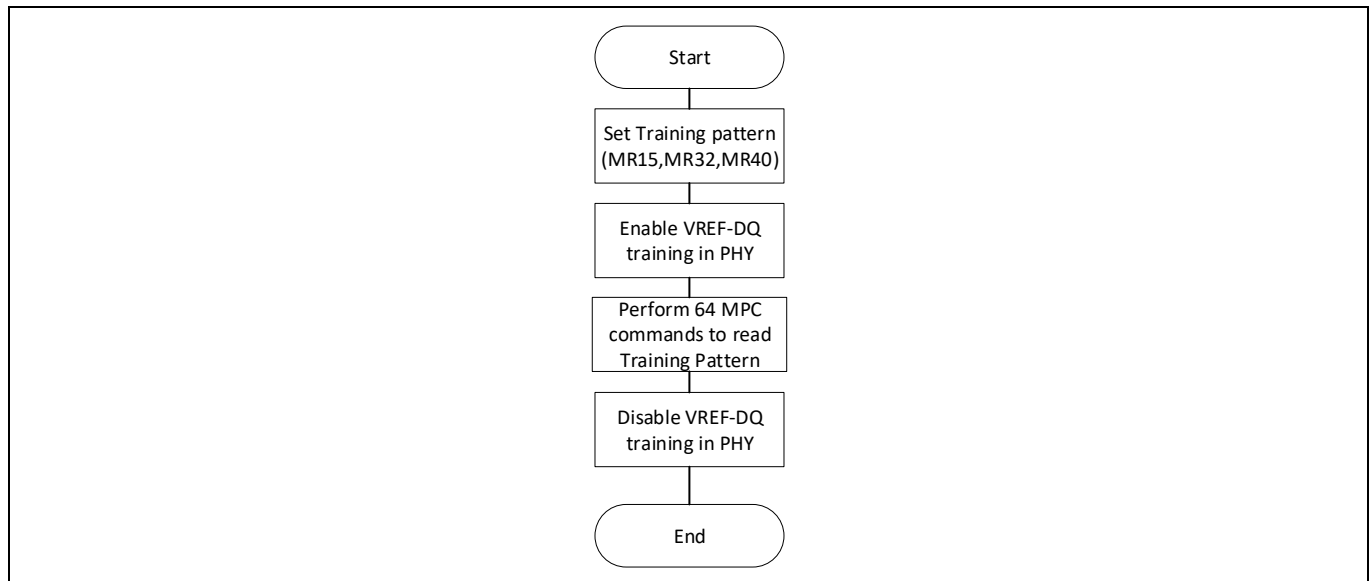 Start
Set Training pattern
(MR15,MR32,MR40)
Enable VREF-DQ
training in PHY
Perform 64 MPC
commands to read
Training Pattern
Disable VREF-DQ
training in PHY
End